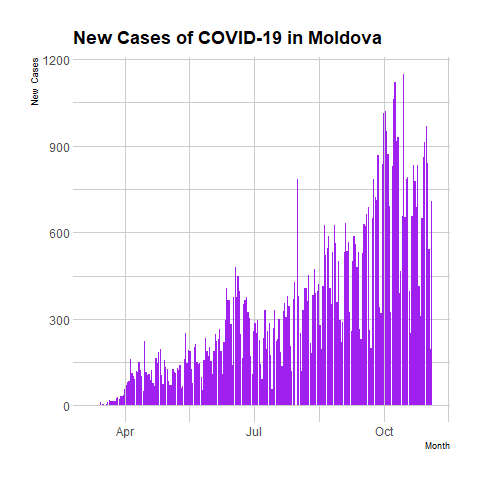 New Cases of COVID-19 in Moldova
New Cases
1200
900
600
300
0
Apr
Jul
Oct
Month